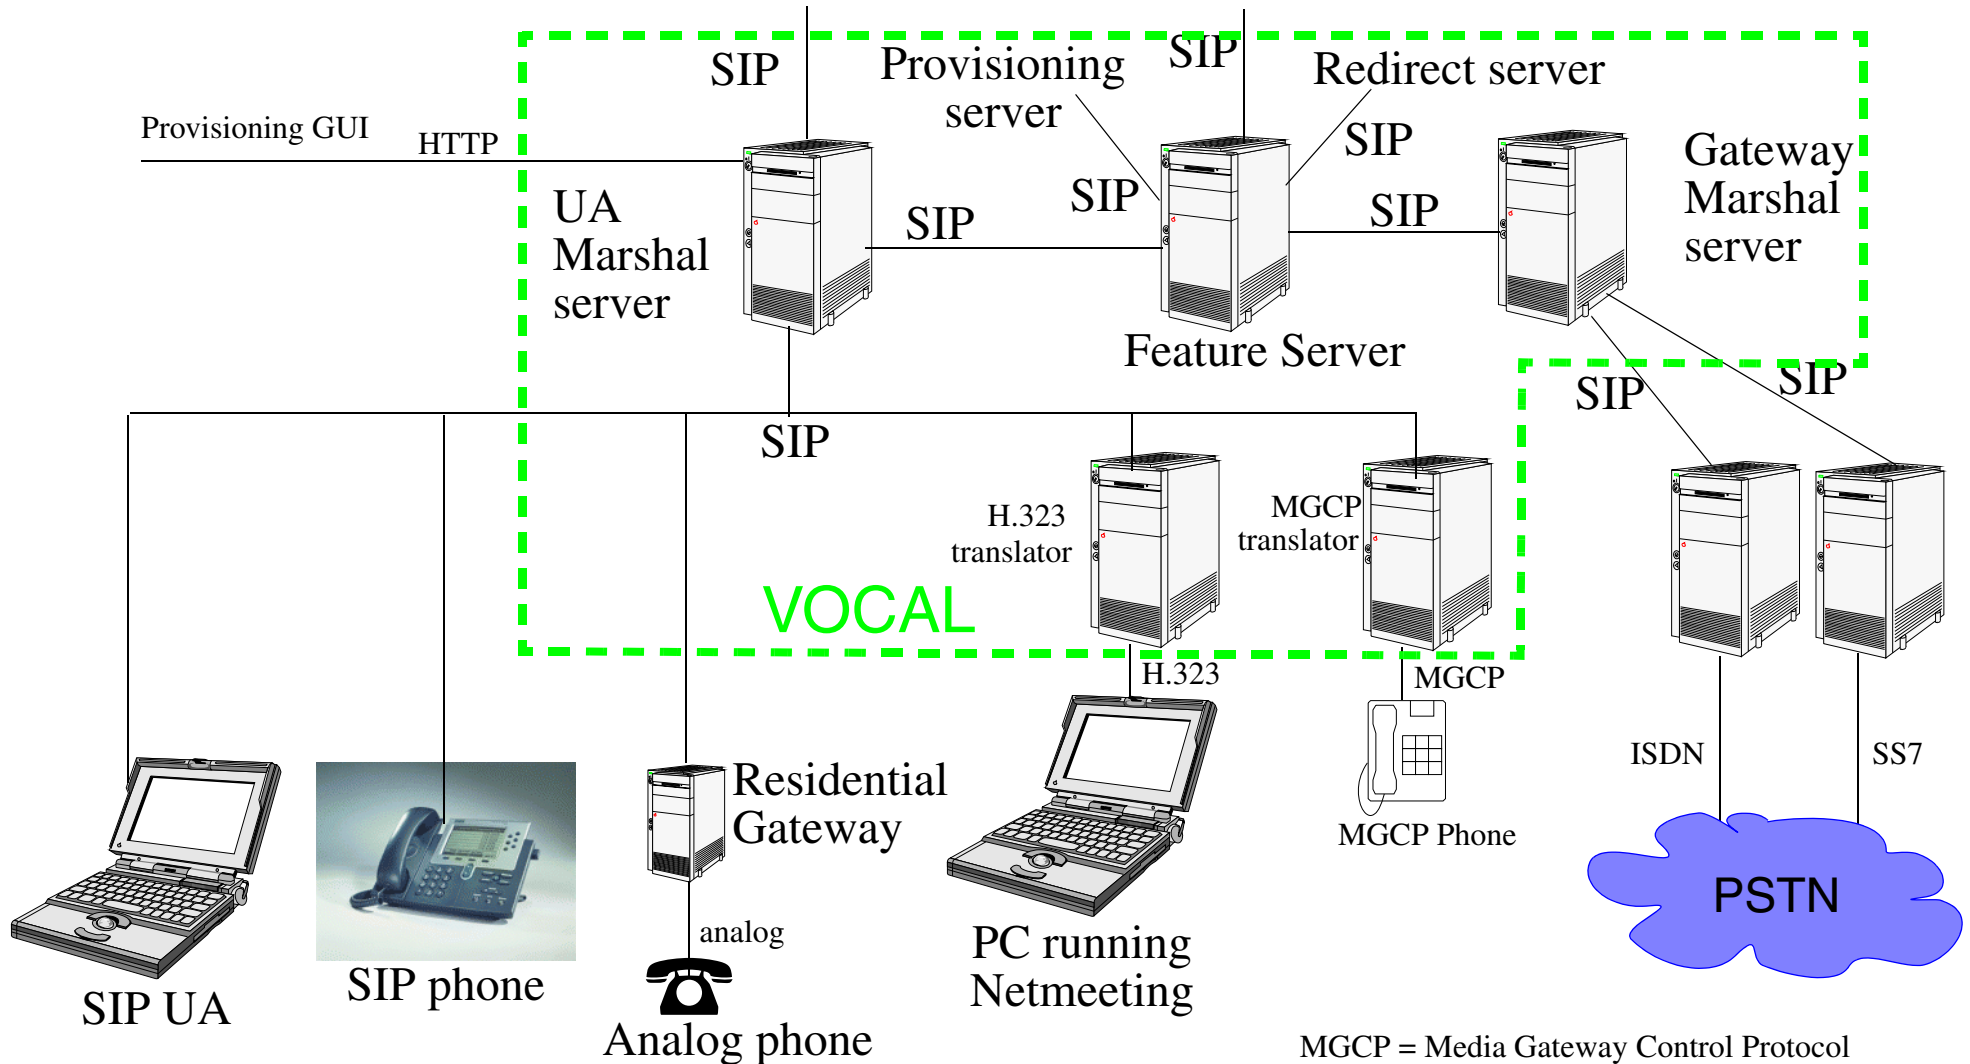 SIP
Provisioning
server
SIP
Redirect server
Provisioning GUI
HTTP
SIP
Gateway
Marshal
server
UA
Marshal
server
SIP
SIP
SIP
Feature Server
SIP
SIP
SIP
H.323
translator
MGCP
translator
VOCAL
H.323
MGCP
ISDN
SS7
Residential
Gateway
MGCP Phone
PSTN
analog
PC running
Netmeeting
SIP phone
SIP UA
Analog phone
MGCP = Media Gateway Control Protocol